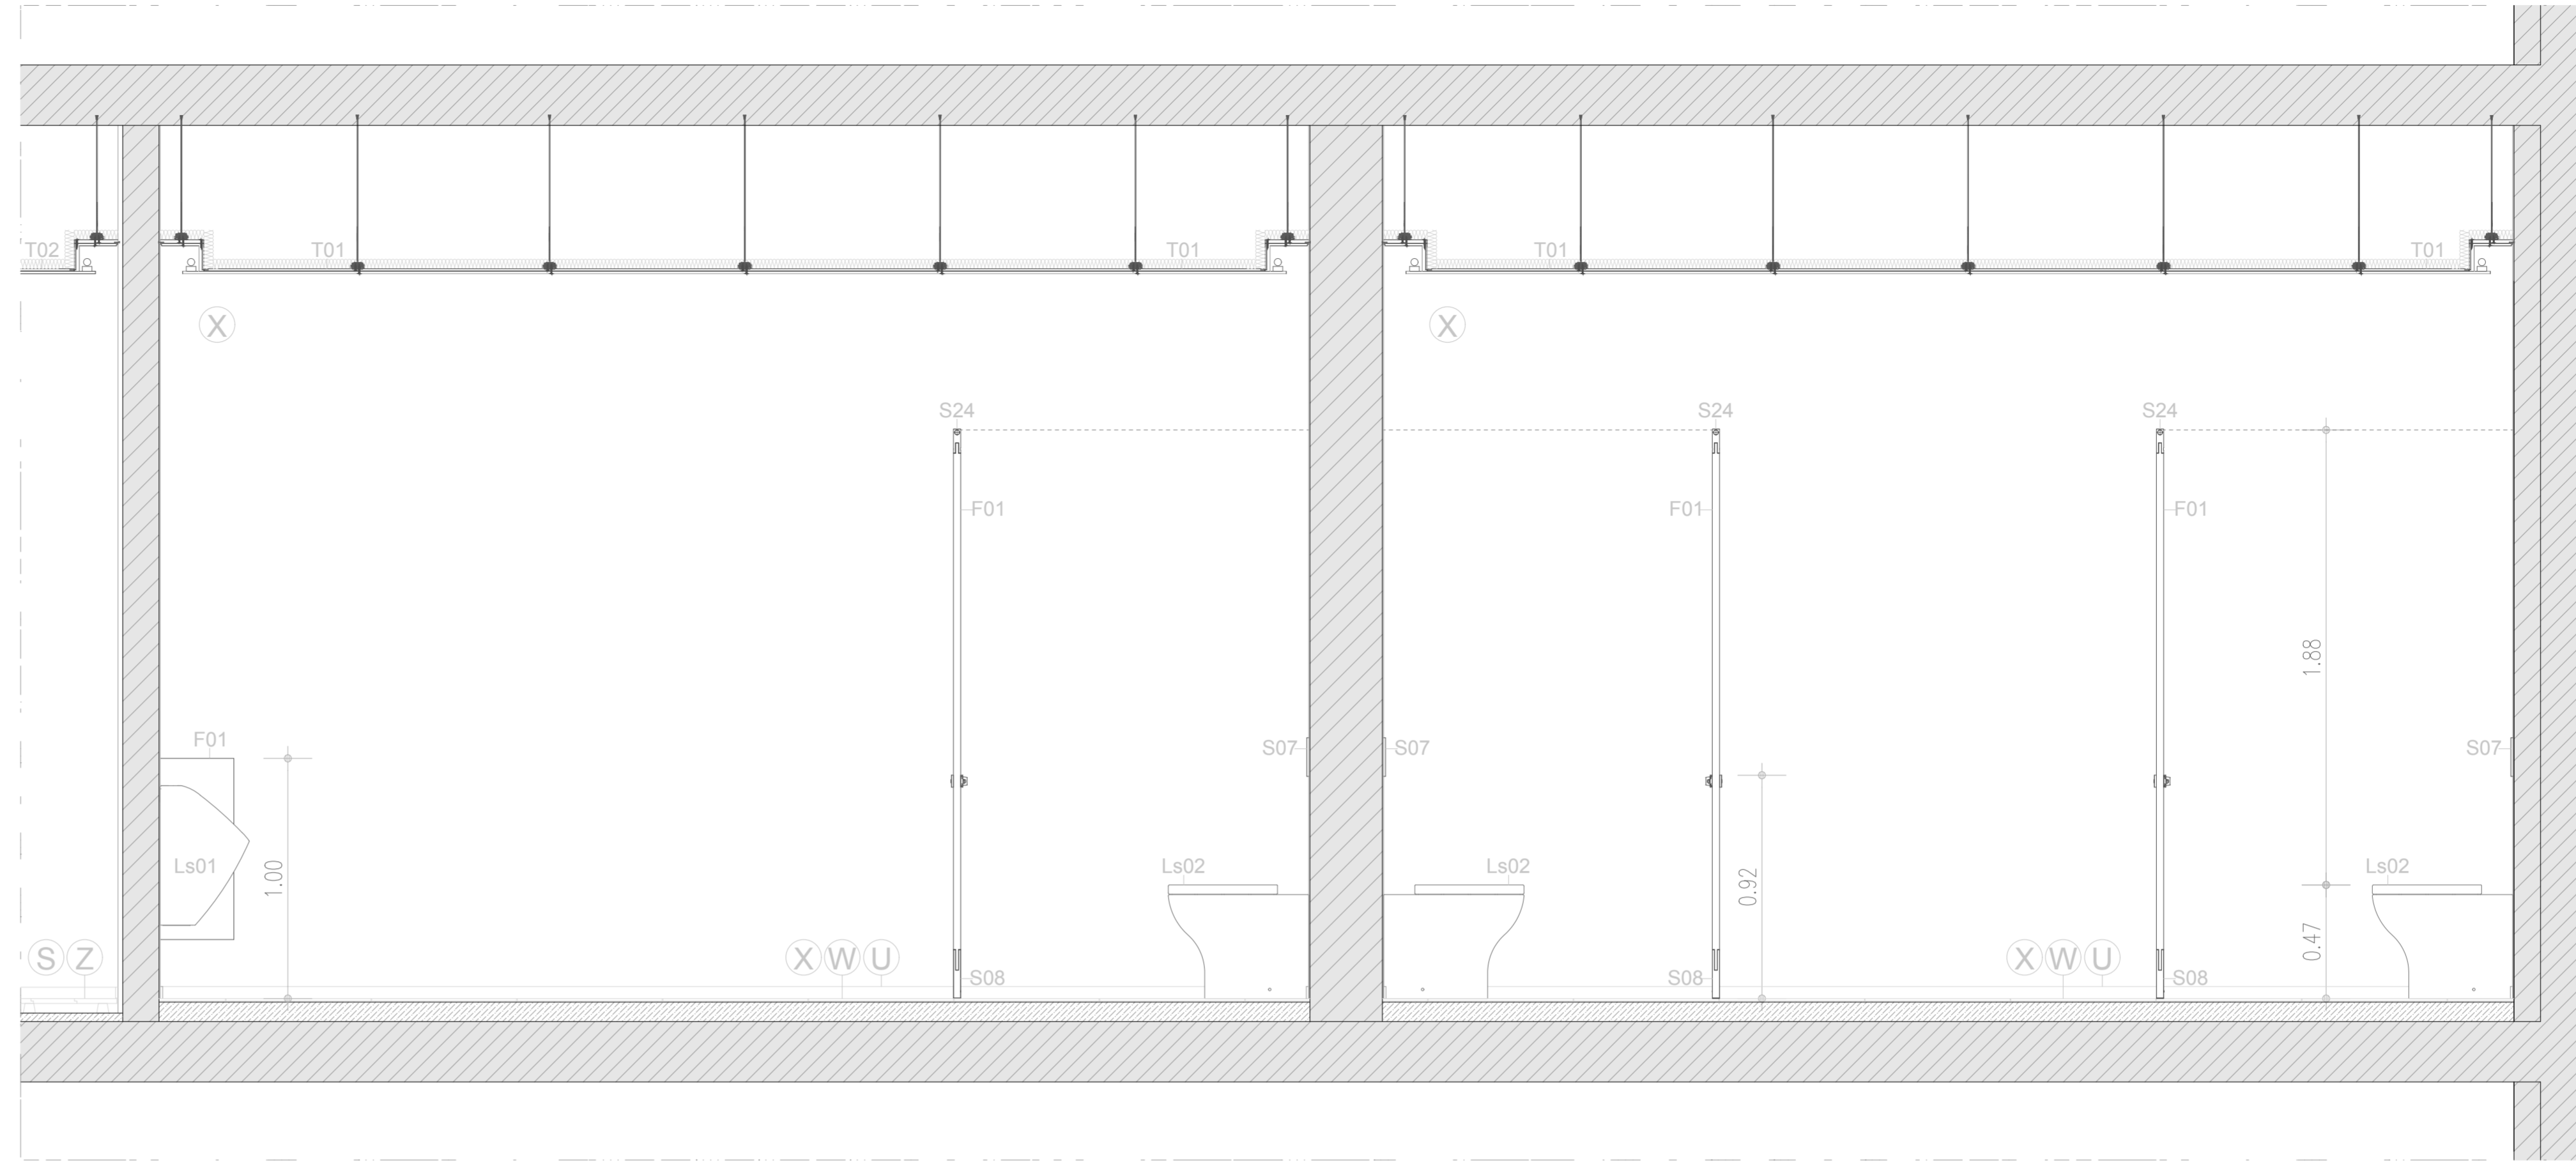 T02
T01
T01
T01
T01
X
X
S24
S24
S24
F01
F01
F01
1.88
F01
S07
S07
S07
Ls01
1.00
Ls02
Ls02
0.92
Ls02
0.47
S Z
X W U
X W U
S08
S08
S08